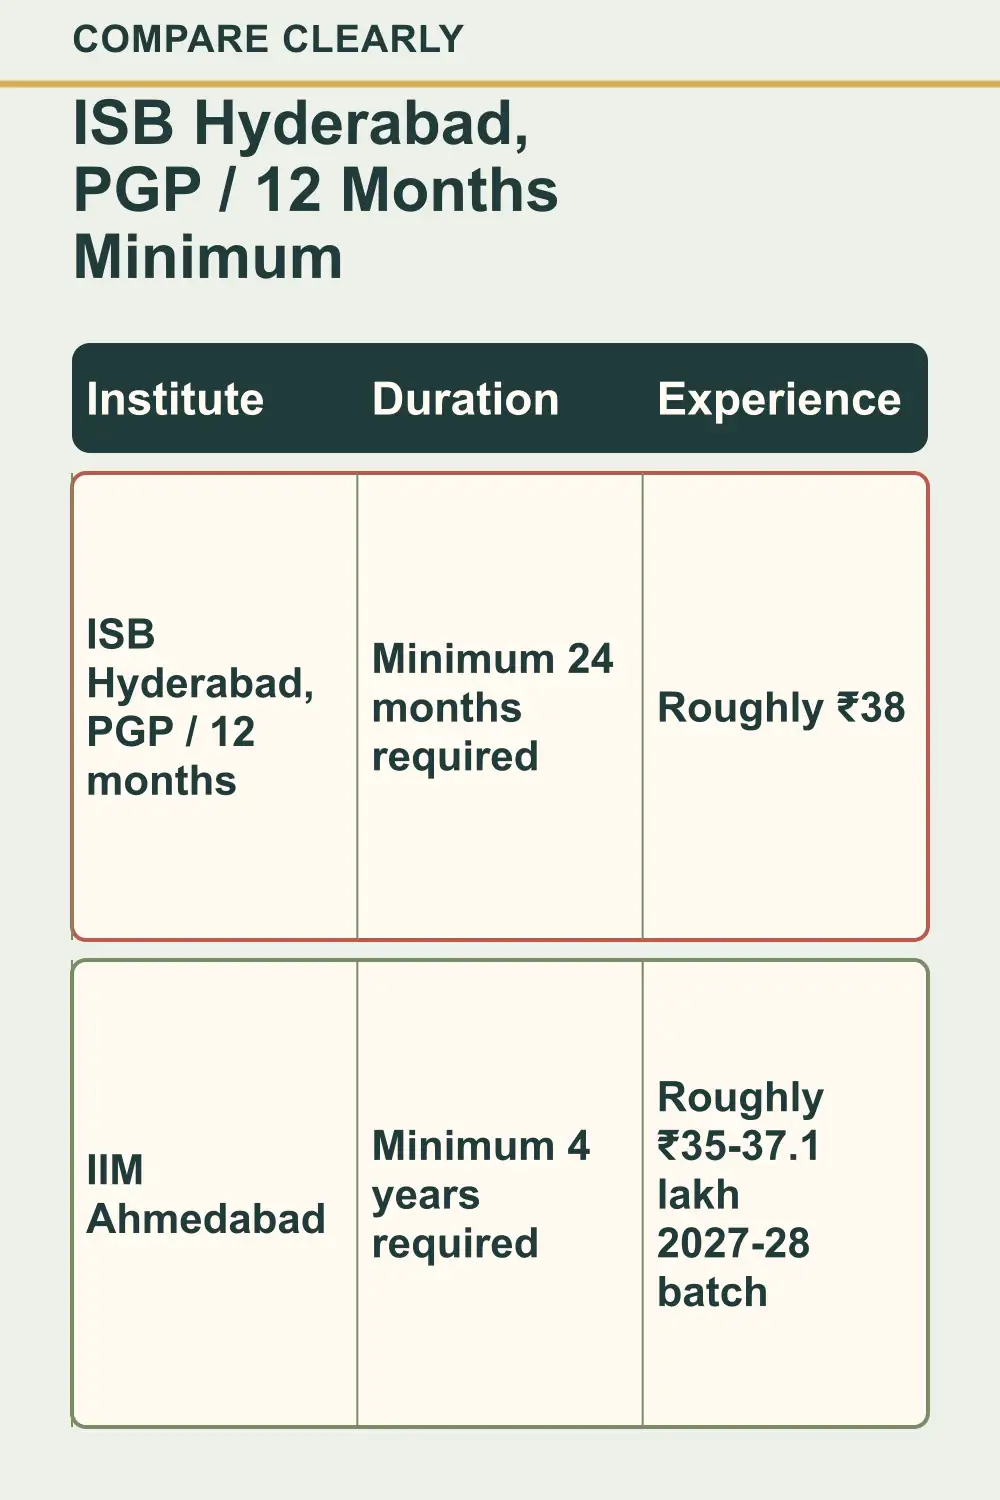 COMPARE CLEARLY
ISB Hyderabad,
PGP / 12 Months
Minimum
Institute Duration Experience
ISB
Hyderabad,
PGP / 12
months
Minimum 24
months
required
Roughly ₹38
IIM
Ahmedabad
Minimum 4
years
required
Roughly
₹35-37.1
lakh
2027-28
batch